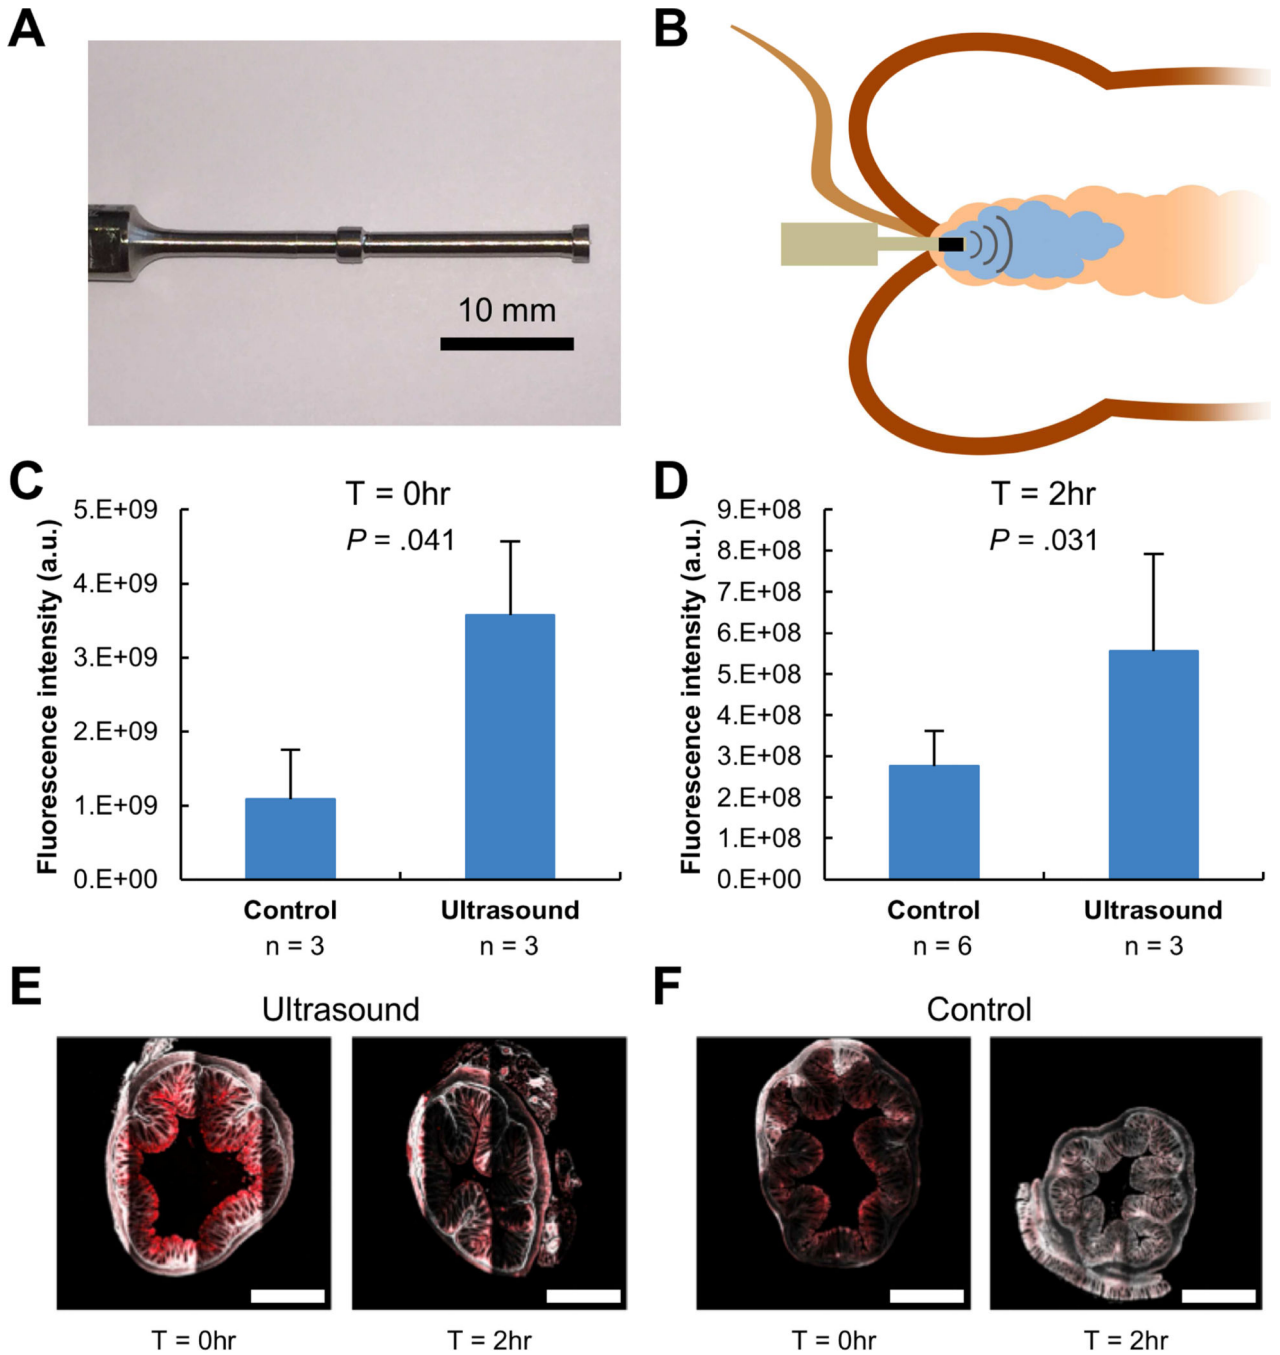 A
B
10 mm
C
T = 0hr
P = .041
Fluorescence intensity (a.u.)
5.E+09
4.E+09
3.E+09
2.E+09
1.E+09
0.E+00
Control
Ultrasound
n = 3
n = 3
D
T = 2hr
P = .031
Fluorescence intensity (a.u.)
9.E+08
8.E+08
7.E+08
6.E+08
5.E+08
4.E+08
3.E+08
2.E+08
1.E+08
0.E+00
Control
Ultrasound
n = 6
n = 3
E
Ultrasound
T = 0hr
T = 2hr
F
Control
T = 0hr
T = 2hr